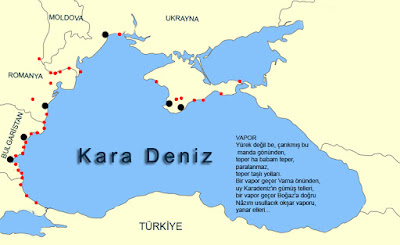 MOLDOVA
UKRAYNA
ROMANYA
BULGARİSTAN
Kara Deniz
VAPOR
Yürek değil be, çarıkmış bu
manda gönünden,
teper ha babam teper,
paralanmaz,
teper taşlı yolları.
Bir vapor geçer Varna önünden,
uy Karadeniz'in gümüş telleri,
bir vapor geçer Boğaz'a doğru
Nâzım usullacık okşar vaporu,
yanar elleri...
TÜRKİYE